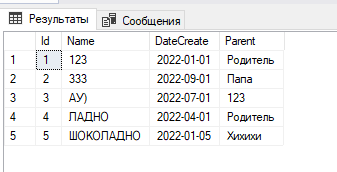 Результаты Сообщения
Id Name DateCreate Parent
1 1 123 2022-01-01 Родитель
2 2 333 2022-09-01 Папа
3 3 АУ) 2022-07-01 123
4 4 ЛАДНО 2022-04-01 Родитель
5 5 ШОКОЛАДНО 2022-01-05 Хихихи